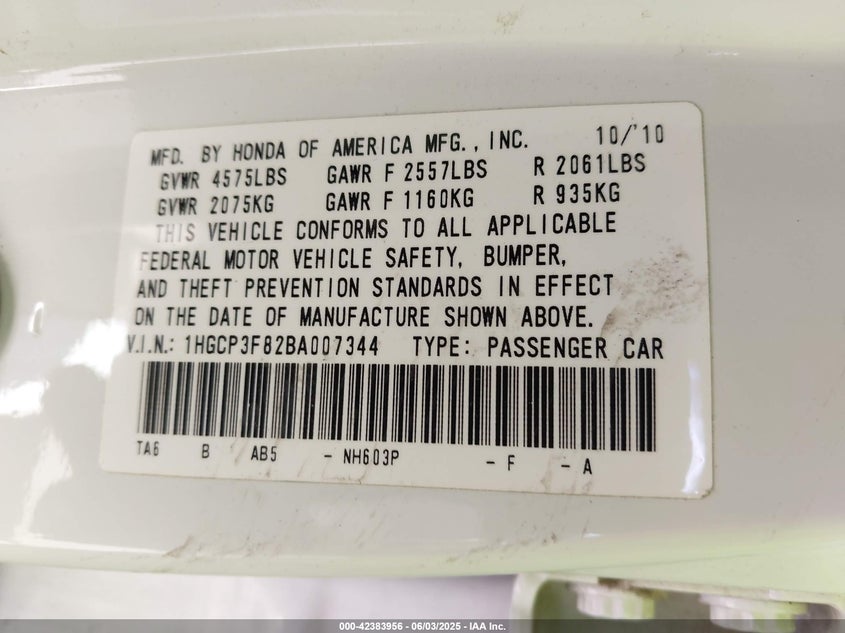 MFD. BY HONDA OF AMERICA MFG., INC. 10/10
GVWR 4575LBS GAWR F 2557LBS R 2061LBS
GVWR 2075KG GAWR F 1160KG R 935KG
THIS VEHICLE CONFORMS TO ALL APPLICABLE
FEDERAL MOTOR VEHICLE SAFETY, BUMPER,
AND THEFT PREVENTION STANDARDS IN EFFECT
ON THE DATE OF MANUFACTURE SHOWN ABOVE.
V.I.N.: 1HGCP3F82BA007344 TYPE: PASSENGER CAR
TA6 B AB5 - NH603P - F - A
000-42383956 - 06/03/2025 - IAA Inc.